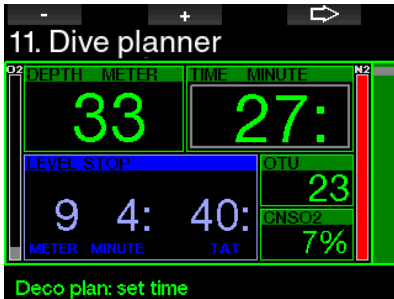 - +
11. Dive planner
O2 DEPTH METER TIME MINUTE N2
33 27:
LEVEL STOP OTU
23
9 4: 40: CNSO2
METER MINUTE TAT 7%
Deco plan: set time